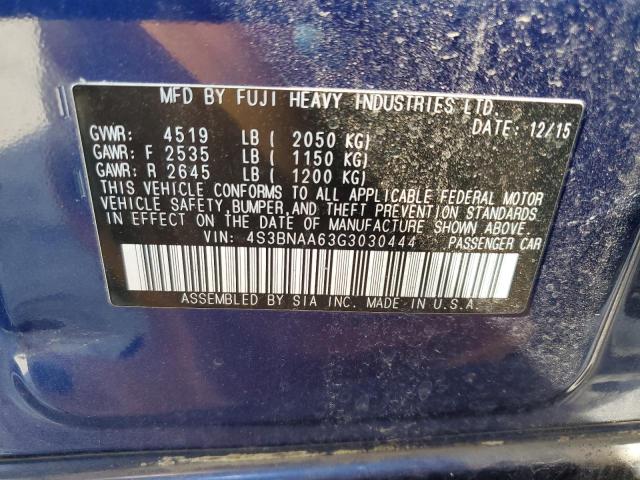 MFD BY FUJI HEAVY INDUSTRIES LTD.
DATE: 12/15
GVWR: 4519 LB ( 2050 KG)
GAWR: F 2535 LB ( 1150 KG)
GAWR: R 2645 LB ( 1200 KG)
THIS VEHICLE CONFORMS TO ALL APPLICABLE FEDERAL MOTOR
VEHICLE SAFETY,BUMPER,AND THEFT PREVENTION STANDARDS
IN EFFECT ON THE DATE OF MANUFACTURE SHOWN ABOVE.
VIN: 4S3BNAA63G3030444 PASSENGER CAR
ASSEMBLED BY SIA INC. MADE IN U.S.A.